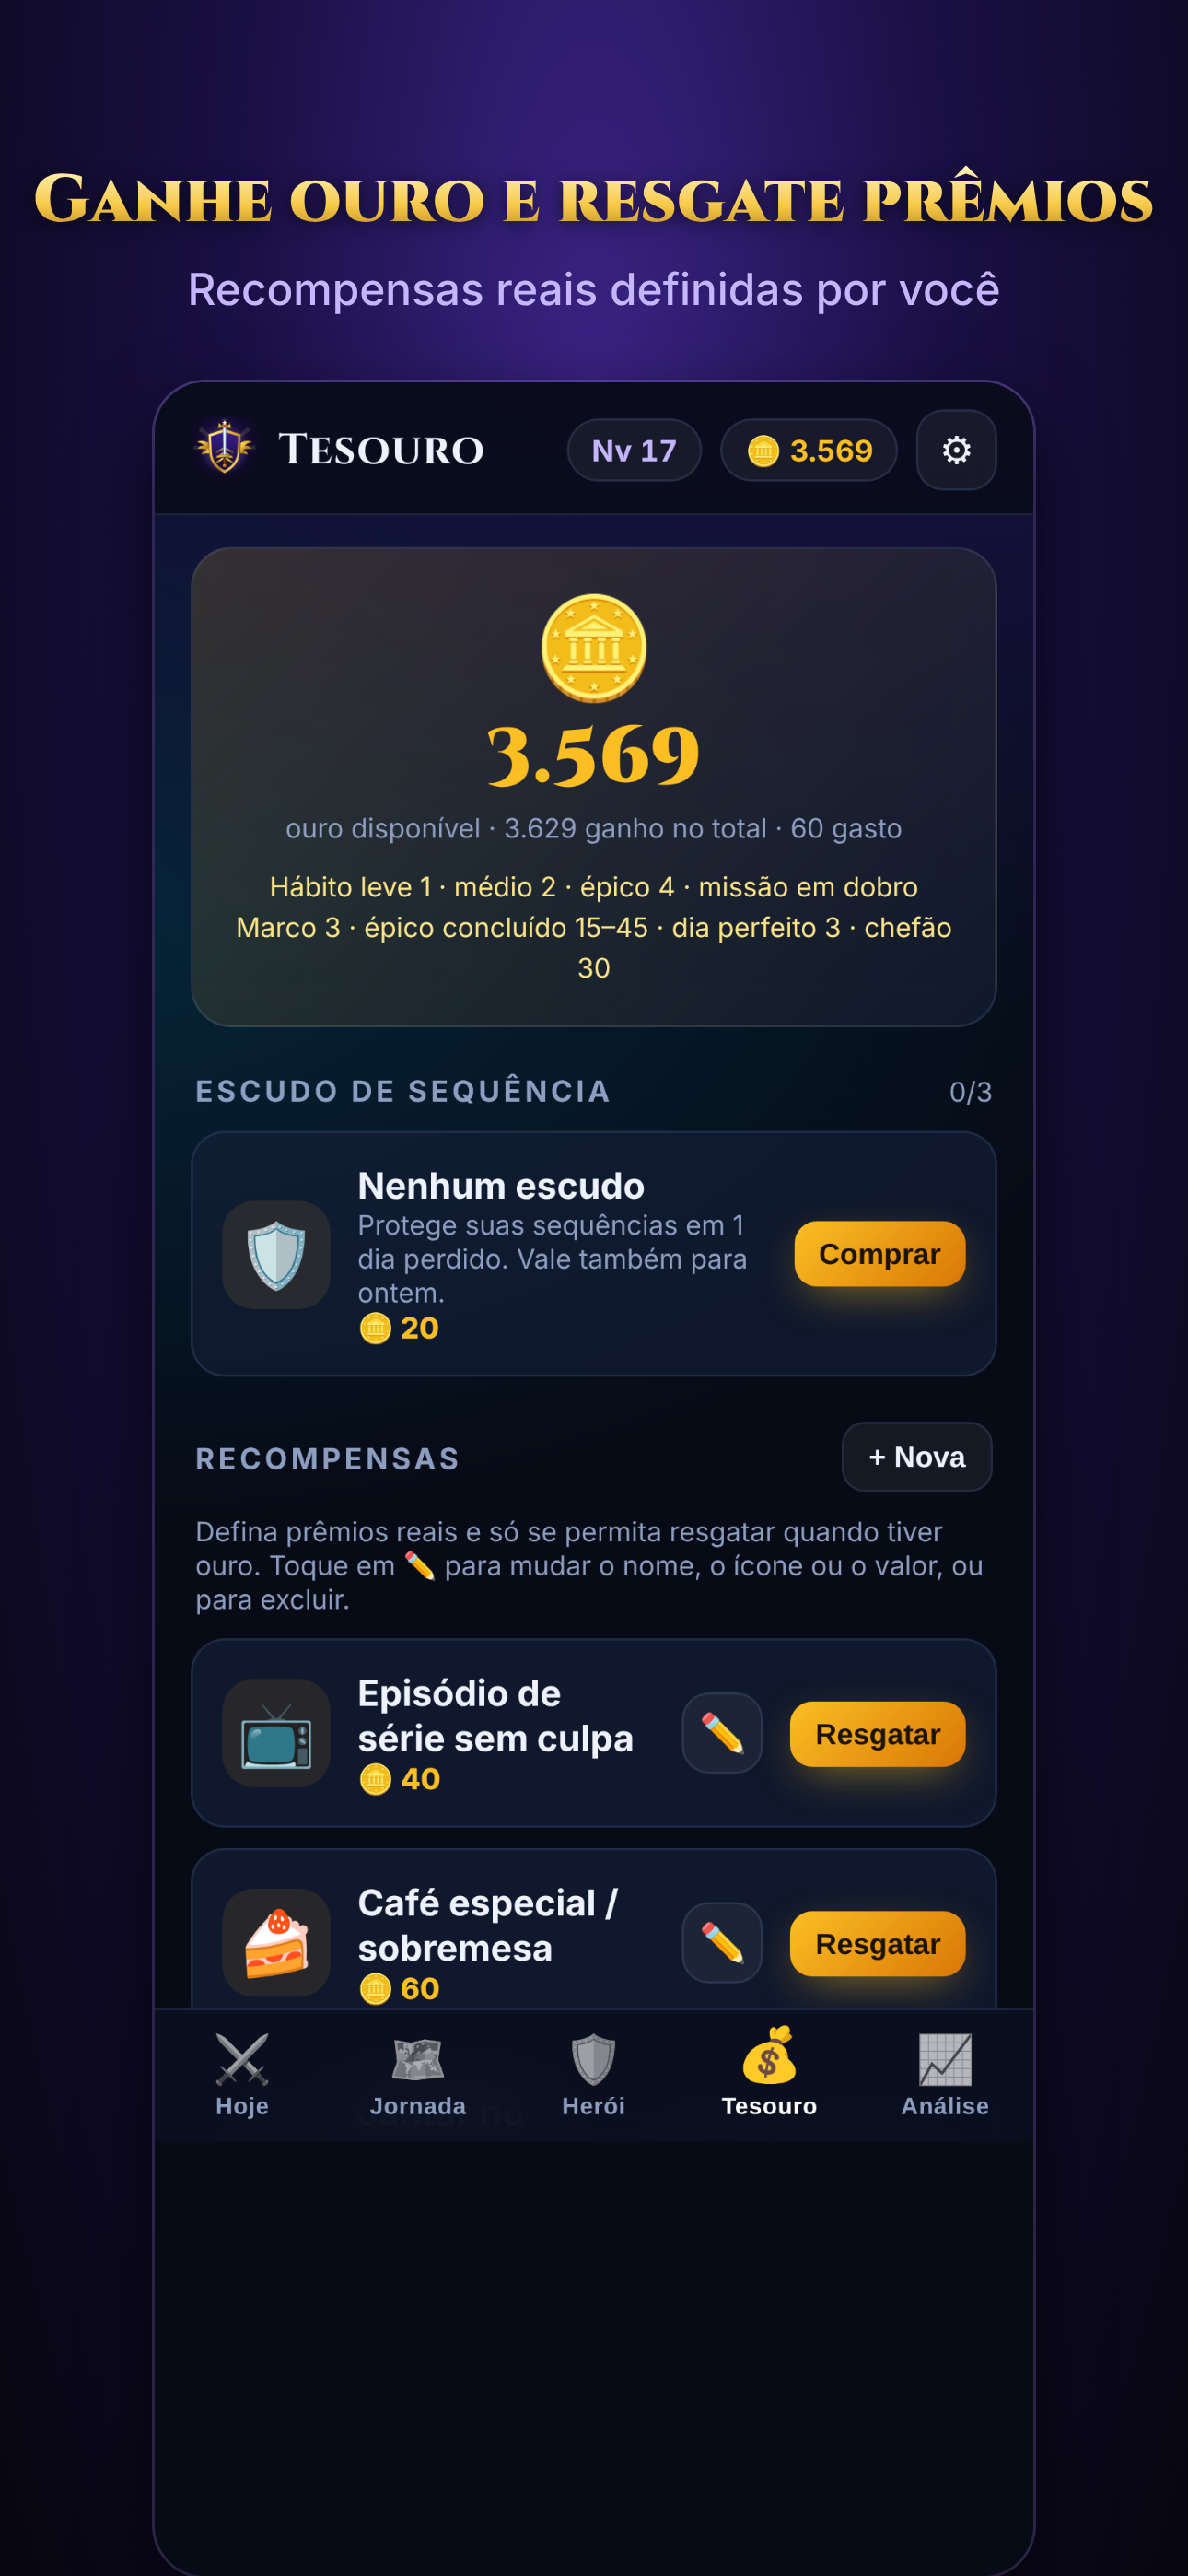 Ganhe ouro e resgate prêmios
Recompensas reais definidas por você
Tesouro
Nv 17
3.569
3.569
ouro disponível · 3.629 ganho no total · 60 gasto
Hábito leve 1 · médio 2 · épico 4 · missão em dobro
Marco 3 · épico concluído 15–45 · dia perfeito 3 · chefão
30
ESCUDO DE SEQUÊNCIA
0/3
Nenhum escudo
Protege suas sequências em 1
dia perdido. Vale também para
ontem.
20
Comprar
RECOMPENSAS
+ Nova
Defina prêmios reais e só se permita resgatar quando tiver
ouro. Toque em ✏️ para mudar o nome, o ícone ou o valor, ou
para excluir.
Episódio de
série sem culpa
40
Resgatar
Café especial /
sobremesa
60
Resgatar
Hoje
Jornada
Herói
Tesouro
Análise